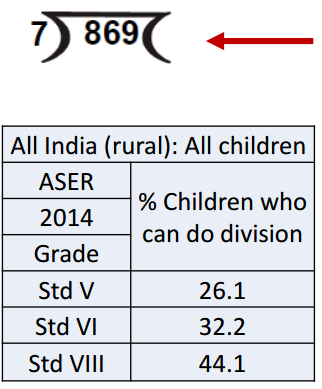 7) 869(
All India (rural): All children
ASER
2014
Grade
% Children who
can do division
Std V 26.1
Std VI 32.2
Std VIII 44.1